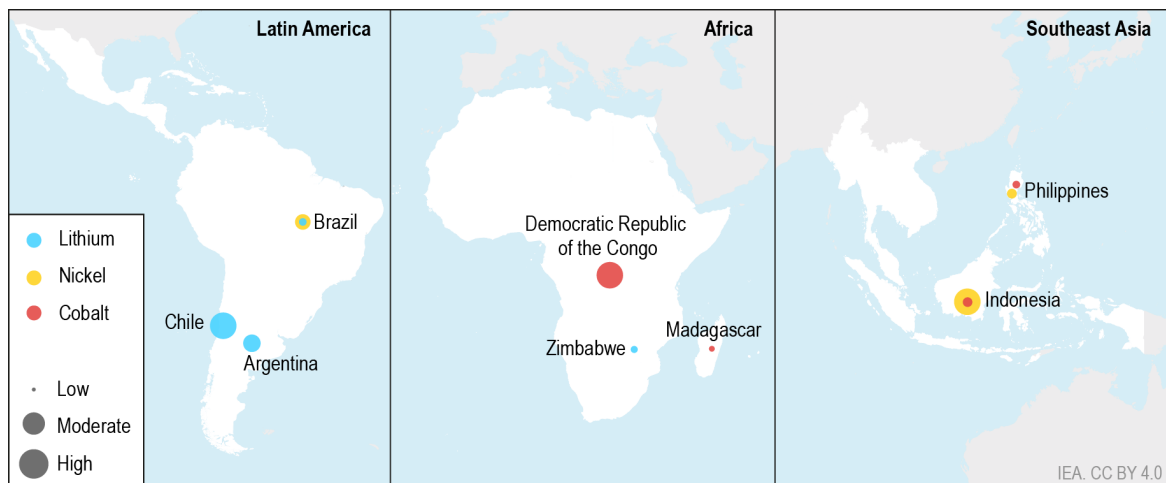 Latin America
Africa
Southeast Asia
Brazil
Chile
Argentina
Democratic Republic
of the Congo
Zimbabwe
Madagascar
Philippines
Indonesia
Lithium
Nickel
Cobalt
Low
Moderate
High
IEA. CC BY 4.0